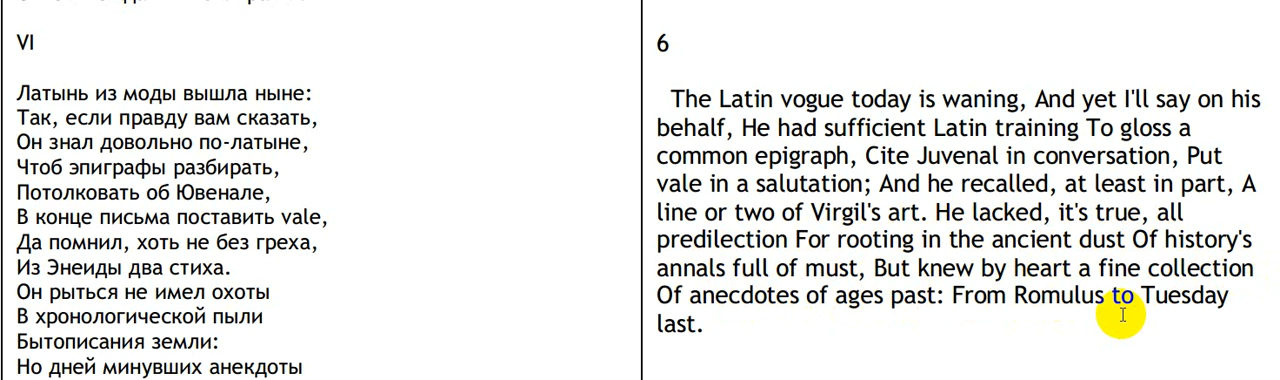 VI
Латынь из моды вышла ныне:
Так, если правду вам сказать,
Он знал довольно по-латыне,
Чтоб эпиграфы разбирать,
Потолковать об Ювенале,
В конце письма поставить vale,
Да помнил, хоть не без греха,
Из Энеиды два стиха.
Он рыться не имел охоты
В хронологической пыли
Бытописания земли:
Но дней минувших анекдоты
6
The Latin vogue today is waning, And yet I'll say on his
behalf, He had sufficient Latin training To gloss a
common epigraph, Cite Juvenal in conversation, Put
vale in a salutation; And he recalled, at least in part, A
line or two of Virgil's art. He lacked, it's true, all
predilection For rooting in the ancient dust Of history's
annals full of must, But knew by heart a fine collection
Of anecdotes of ages past: From Romulus to Tuesday
last.